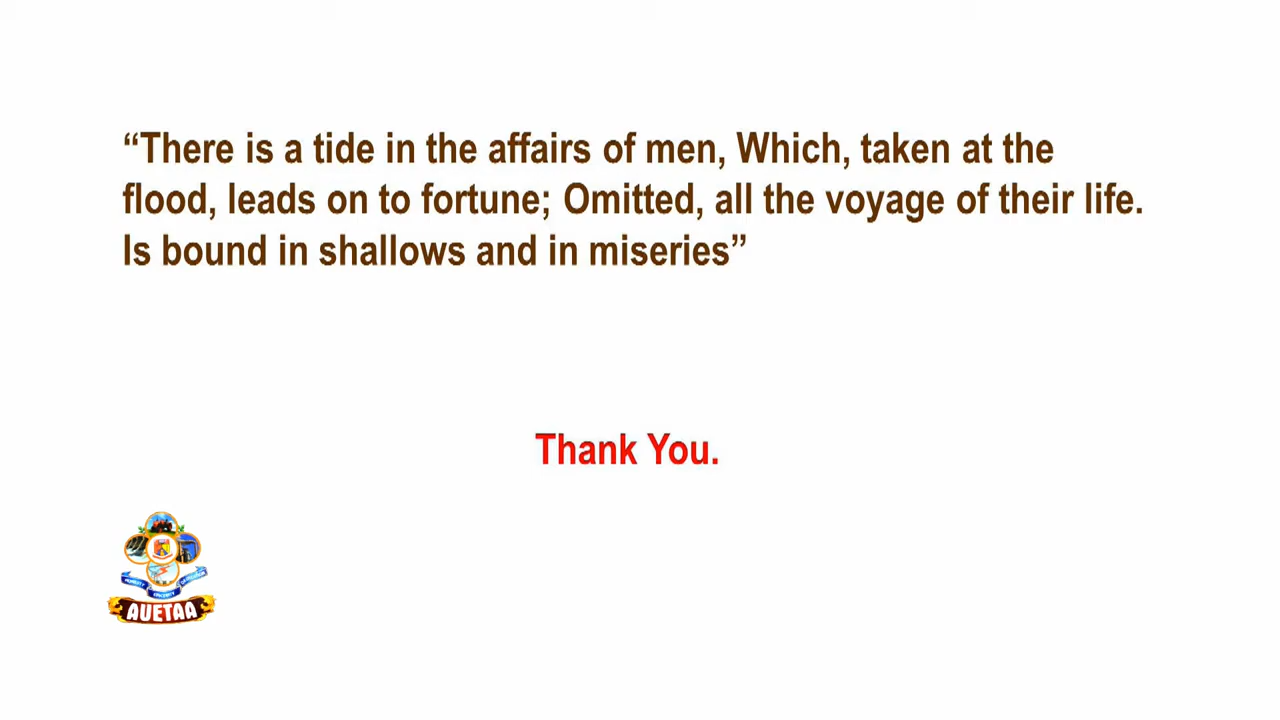 “There is a tide in the affairs of men, Which, taken at the
flood, leads on to fortune; Omitted, all the voyage of their life.
Is bound in shallows and in miseries”
Thank You.
AUETAA